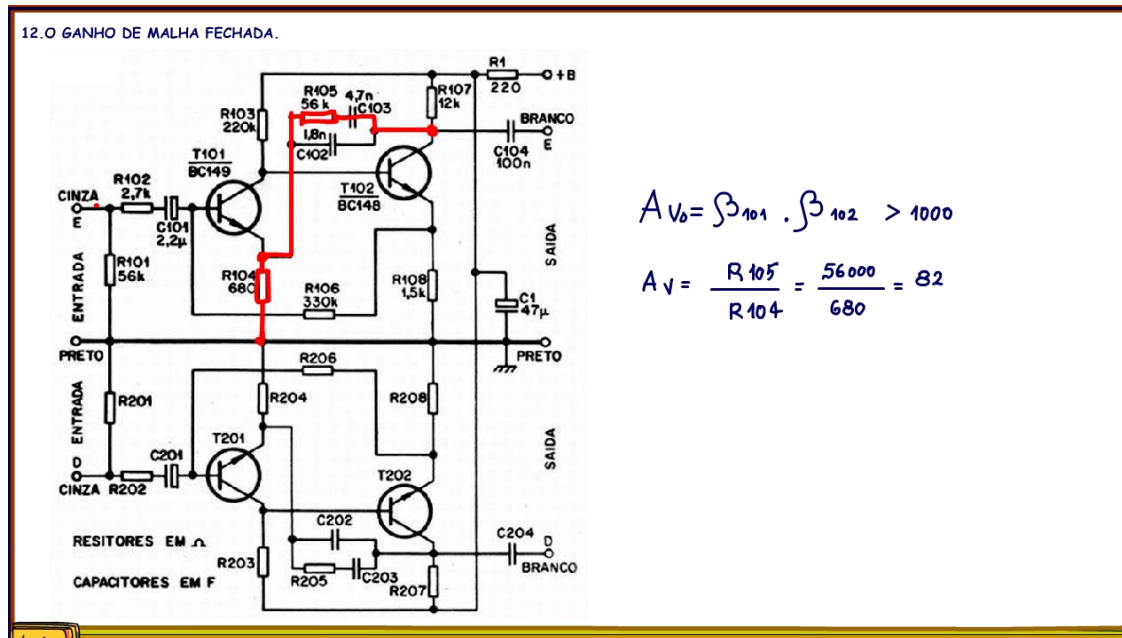 12.O GANHO DE MALHA FECHADA.
R1
+B
220
R105
56k
4,7n
C103
R107
12k
R103
220k
1,8n
C102
BRANCO
E
C104
100n
T101
BC149
T102
BC148
R102
2,7k
CINZA
E
C101
2,2µ
R101
56k
ENTRADA
R104
680
R106
330k
R108
1,5k
C1
47µ
SAIDA
PRETO
PRETO
R206
R204
R208
R201
ENTRADA
D
T201
C201
CINZA
R202
T202
SAIDA
C202
C204
D
BRANCO
RESITORES EM Ω
R203
R205
C203
R207
CAPACITORES EM F
AV₀= β101 . β102 > 1000
AV = R105 / R104 = 56000 / 680 = 82